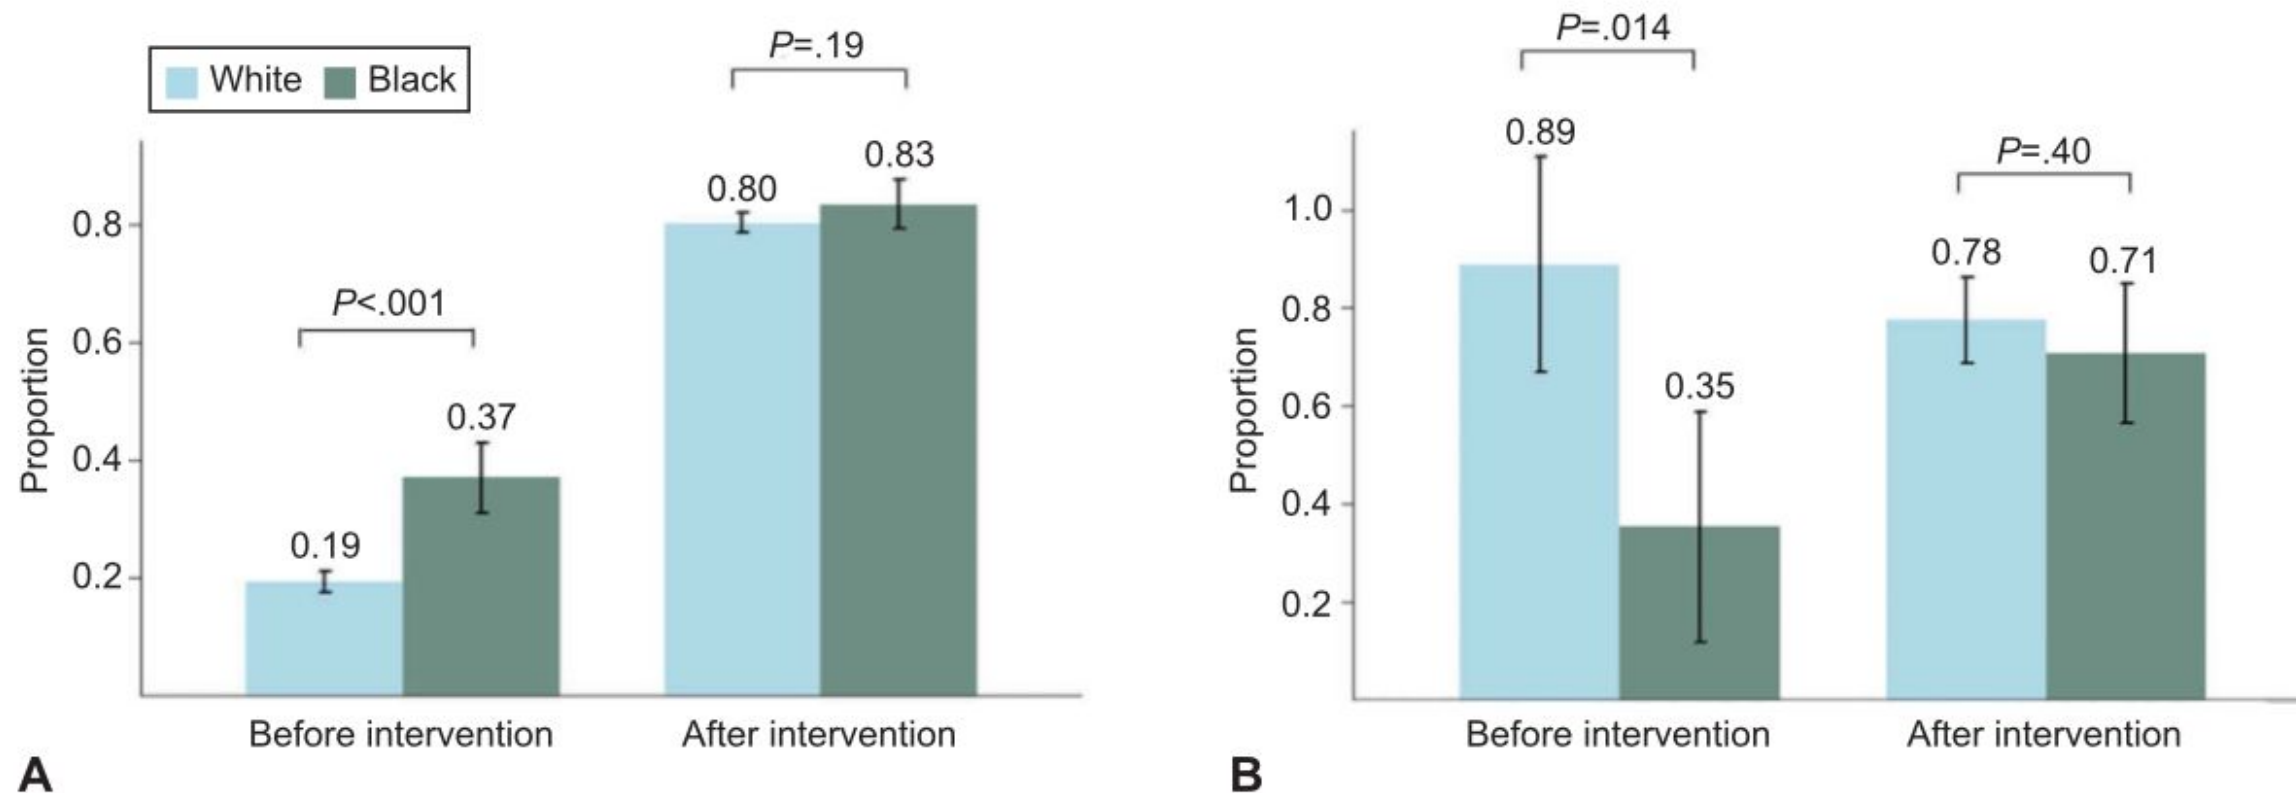 White Black
P=.19
0.80
0.83
P<.001
0.19
0.37
0.8
0.6
0.4
0.2
Proportion
Before intervention
After intervention
A
P=.014
0.89
0.35
P=.40
0.78
0.71
1.0
0.8
0.6
0.4
0.2
Proportion
Before intervention
After intervention
B